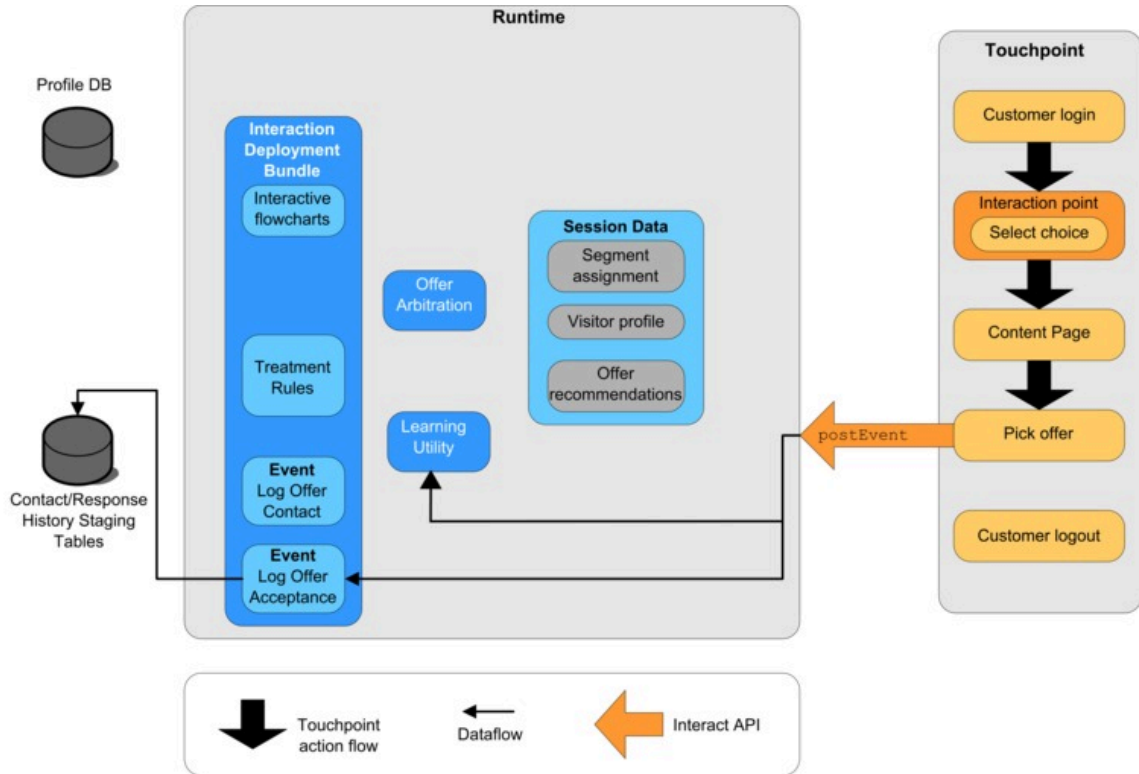 Runtime
Touchpoint
Profile DB
Customer login
Interaction
Deployment
Bundle
Interactive
flowcharts
Interaction point
Select choice
Session Data
Segment
assignment
Offer
Arbitration
Visitor profile
Content Page
Treatment
Rules
Offer
recommendations
Learning
Utility
postEvent
Pick offer
Event
Log Offer
Contact
Contact/Response
History Staging
Tables
Customer logout
Event
Log Offer
Acceptance
Touchpoint
action flow
Dataflow
Interact API